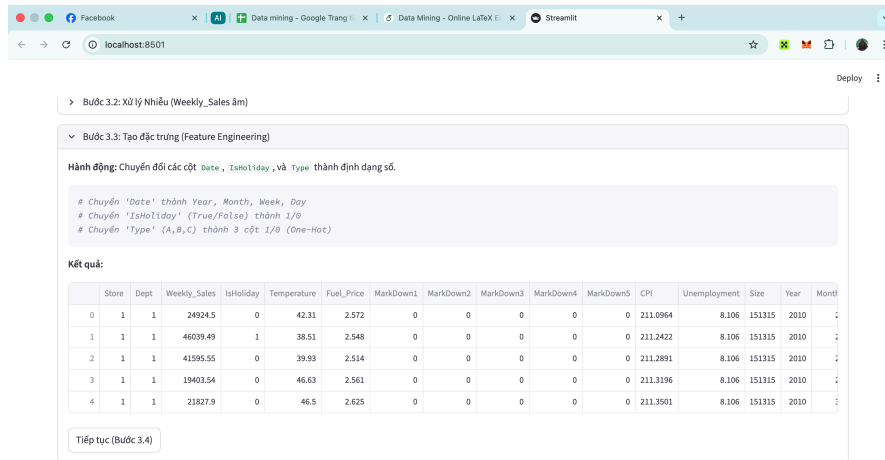 Facebook
AI
Data mining - Google Trang tí
Data Mining - Online LaTeX E
Streamlit
localhost:8501
Deploy
Bước 3.2: Xử lý Nhiễu (Weekly_Sales âm)
Bước 3.3: Tạo đặc trưng (Feature Engineering)
Hành động: Chuyển đổi các cột Date, IsHoliday, và Type thành định dạng số.
# Chuyển 'Date' thành Year, Month, Week, Day
# Chuyển 'IsHoliday' (True/False) thành 1/0
# Chuyển 'Type' (A,B,C) thành 3 cột 1/0 (One-Hot)
Kết quả:
Store Dept Weekly_Sales IsHoliday Temperature Fuel_Price MarkDown1 MarkDown2 MarkDown3 MarkDown4 MarkDown5 CPI Unemployment Size Year Month
0 1 1 24924.5 0 42.31 2.572 0 0 0 0 0 211.0964 8.106 151315 2010 2
1 1 1 46039.49 1 38.51 2.548 0 0 0 0 0 211.2422 8.106 151315 2010 2
2 1 1 41595.55 0 39.93 2.514 0 0 0 0 0 211.2891 8.106 151315 2010 2
3 1 1 19403.54 0 46.63 2.561 0 0 0 0 0 211.3196 8.106 151315 2010 2
4 1 1 21827.9 0 46.5 2.625 0 0 0 0 0 211.3501 8.106 151315 2010 3
Tiếp tục (Bước 3.4)